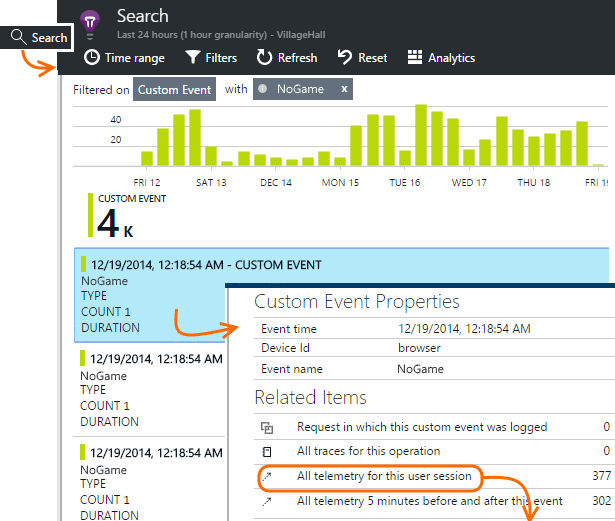 Search
Search
Last 24 hours (1 hour granularity) - VillageHall
Time range Filters Refresh Reset Analytics
Filtered on Custom Event with NoGame x
40
20
FRI 12 SAT 13 DEC 14 MON 15 TUE 16 WED 17 THU 18 FRI 19
CUSTOM EVENT
4 K
12/19/2014, 12:18:54 AM - CUSTOM EVENT
NoGame
TYPE
COUNT 1
DURATION
12/19/2014, 12:18:54 AM
NoGame
TYPE
COUNT 1
DURATION
12/19/2014, 12:18:54 AM
NoGame
TYPE
COUNT 1
DURATION
Custom Event Properties
Event time 12/19/2014, 12:18:54 AM
Device Id browser
Event name NoGame
Related Items
Request in which this custom event was logged 0
All traces for this operation 0
All telemetry for this user session 377
All telemetry 5 minutes before and after this event 302